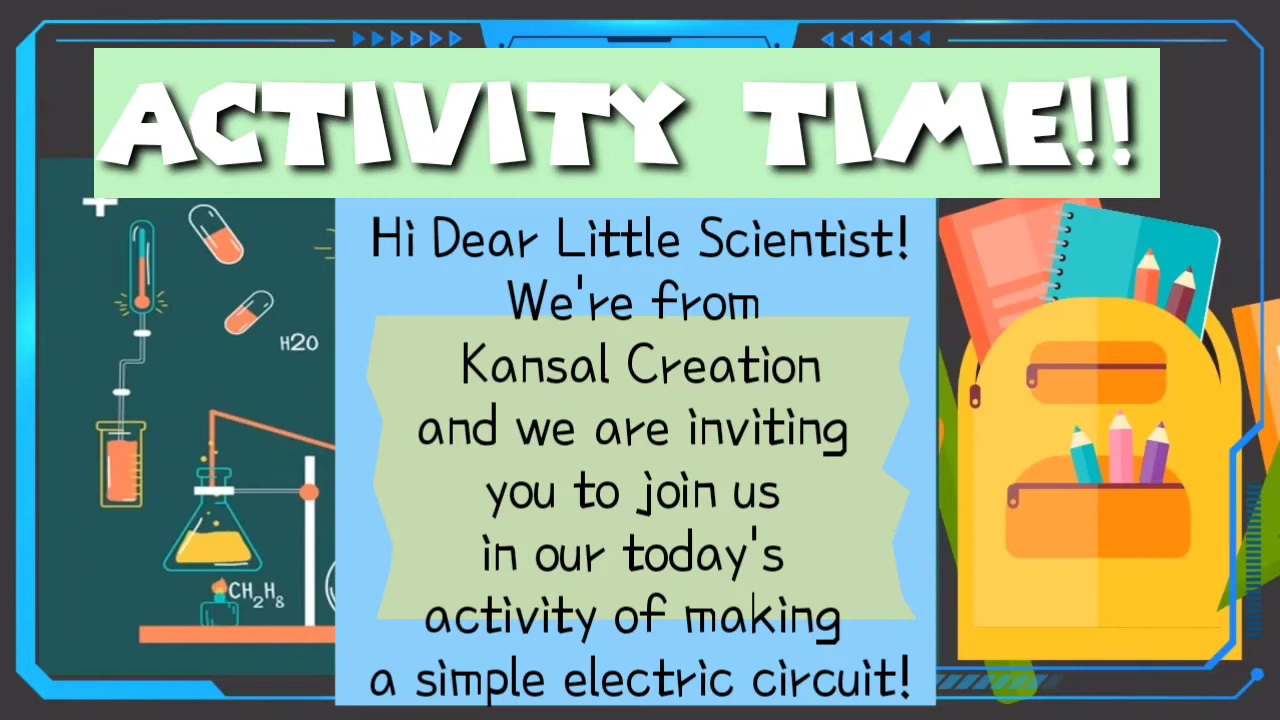 ACTIVITY TIME!!
Hi Dear Little Scientist!
We're from
Kansal Creation
and we are inviting
you to join us
in our today's
activity of making
a simple electric circuit!
H2O
CH2H8